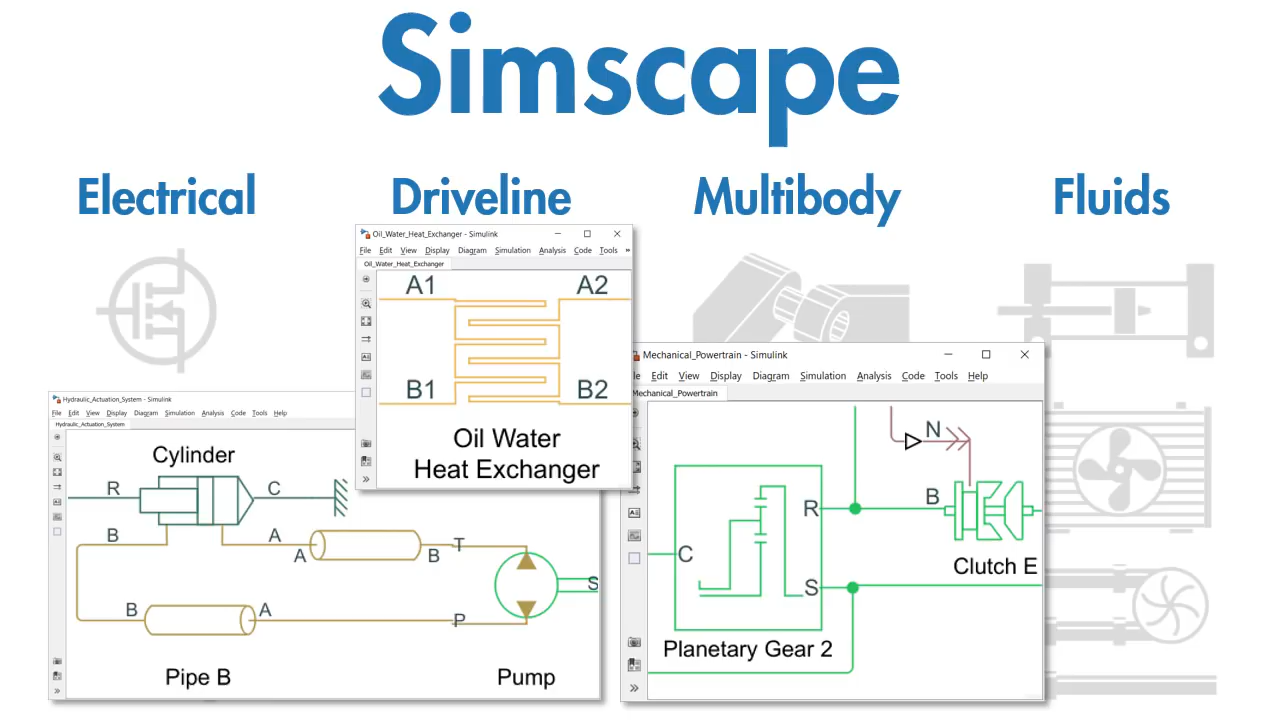 Simscape
Electrical
Driveline
Multibody
Fluids
Oil_Water_Heat_Exchanger - Simulink
File Edit View Display Diagram Simulation Analysis Code Tools »
Oil_Water_Heat_Exchanger
A1
A2
B1
B2
Oil Water
Heat Exchanger
Mechanical_Powertrain - Simulink
le Edit View Display Diagram Simulation Analysis Code Tools Help
Mechanical_Powertrain
N
R
B
Clutch E
C
S
Planetary Gear 2
Hydraulic_Actuation_System - Simulink
File Edit View Display Diagram Simulation Analysis Code Tools Help
Hydraulic_Actuation_System
Cylinder
R
C
B
A
A
B
T
S
B
A
P
Pipe B
Pump